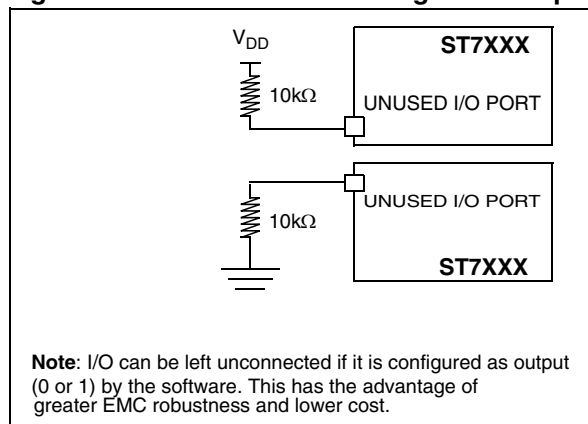 V_DD
ST7XXX
10kΩ
UNUSED I/O PORT
UNUSED I/O PORT
10kΩ
ST7XXX
Note: I/O can be left unconnected if it is configured as output
(0 or 1) by the software. This has the advantage of
greater EMC robustness and lower cost.